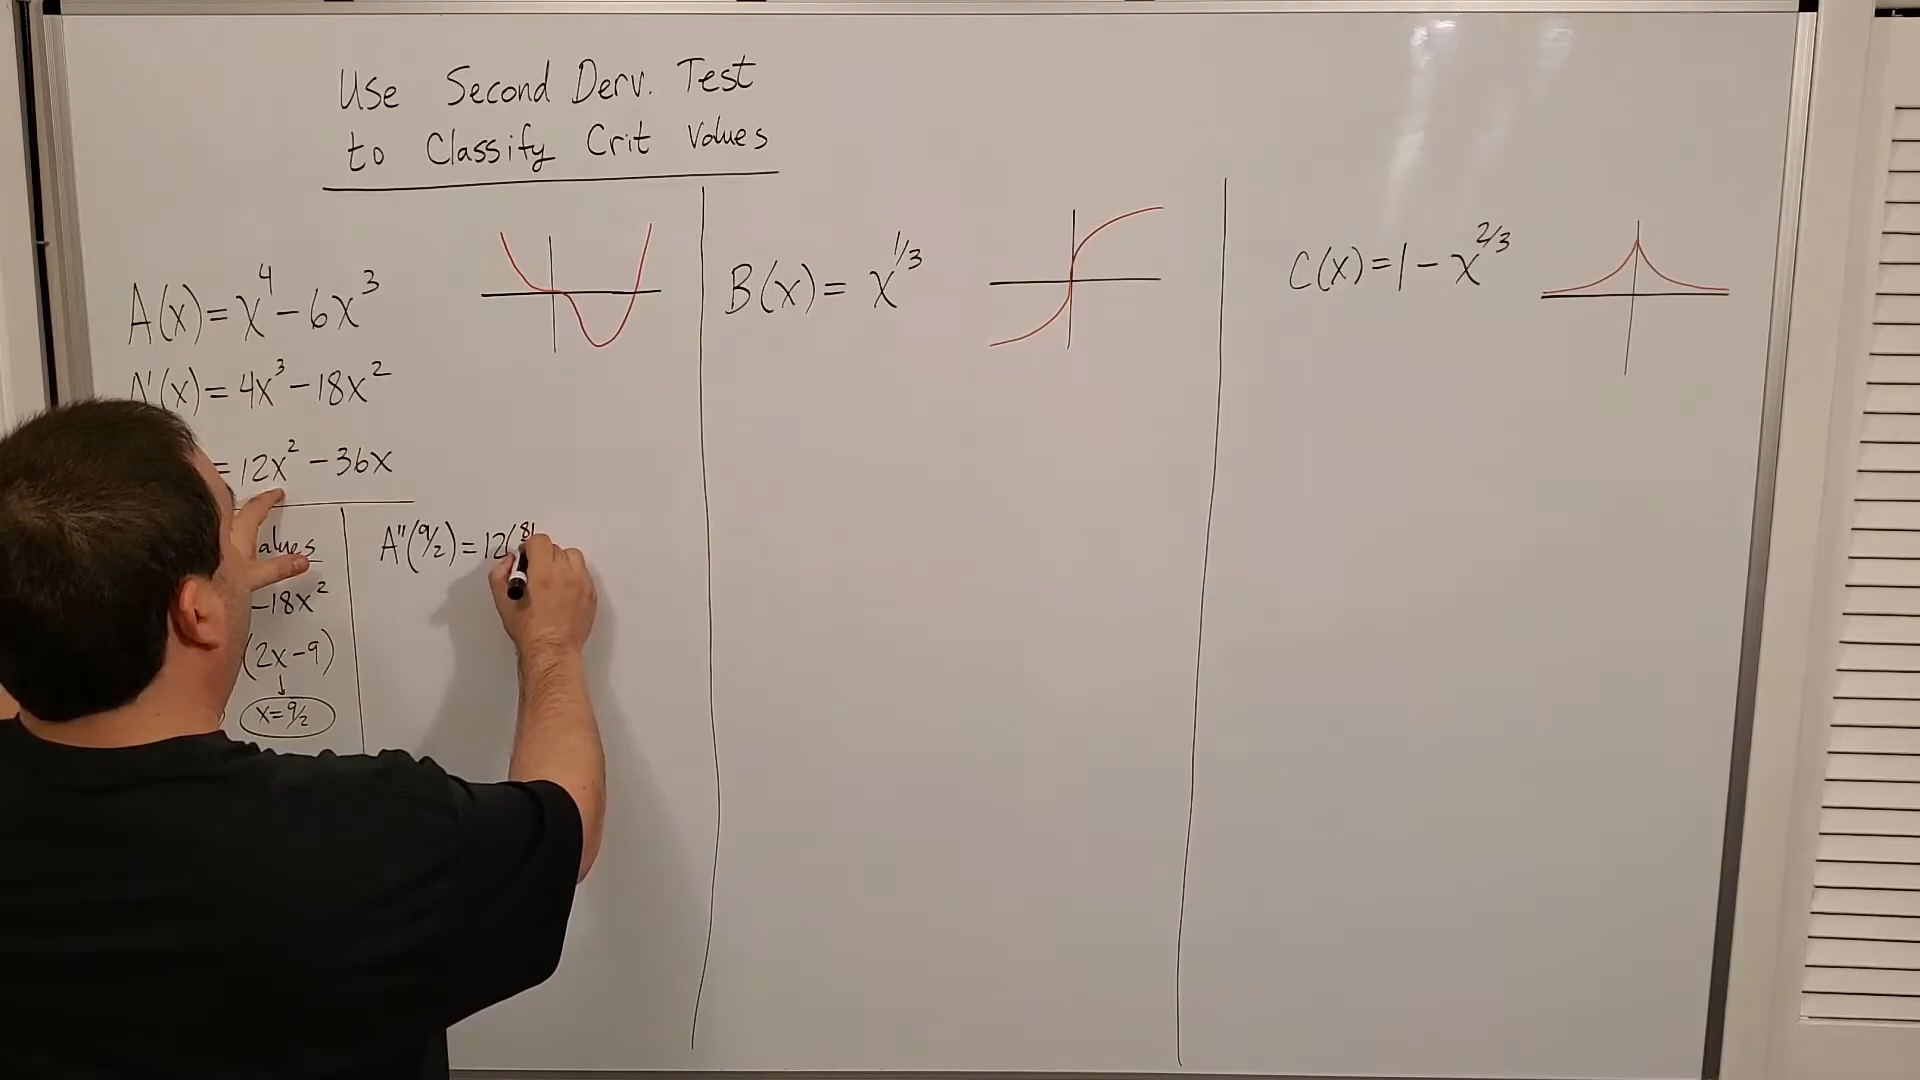 Use Second Derv. Test
to Classify Crit Values
A(x) = x⁴ - 6x³
A'(x) = 4x³ - 18x²
= 12x² - 36x
alues
-18x²
(2x-9)
↓
x=9/2
A''(9/2) = 12(81
B(x) = x^1/3
C(x) = 1 - x^2/3